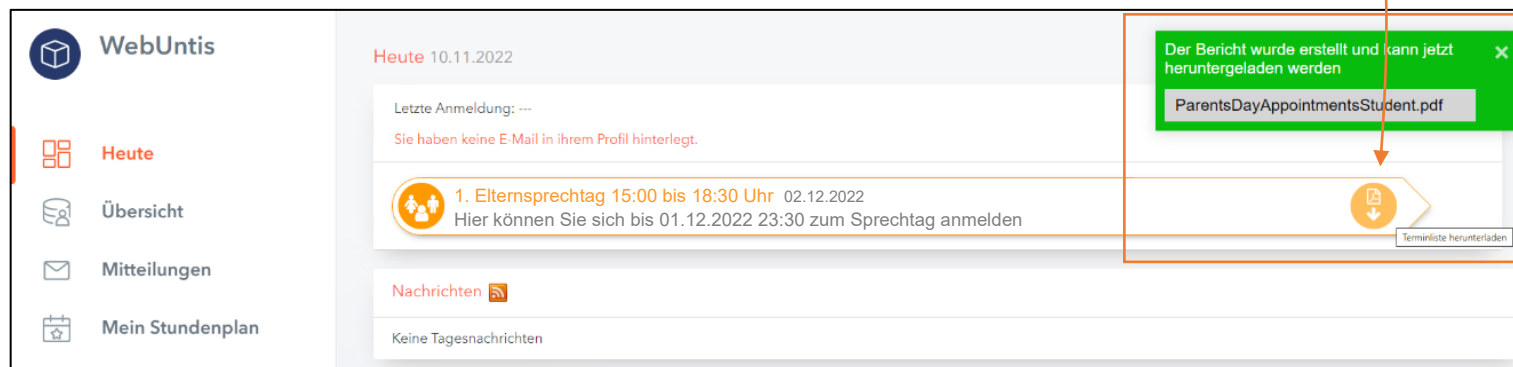 WebUntis
Heute
Übersicht
Mitteilungen
Mein Stundenplan
Heute 10.11.2022
Letzte Anmeldung: ---
Sie haben keine E-Mail in ihrem Profil hinterlegt.
1. Elternsprechtag 15:00 bis 18:30 Uhr 02.12.2022
Hier können Sie sich bis 01.12.2022 23:30 zum Sprechtag anmelden
Nachrichten
Keine Tagesnachrichten
Der Bericht wurde erstellt und kann jetzt
heruntergeladen werden
ParentsDayAppointmentsStudent.pdf
Terminliste herunterladen